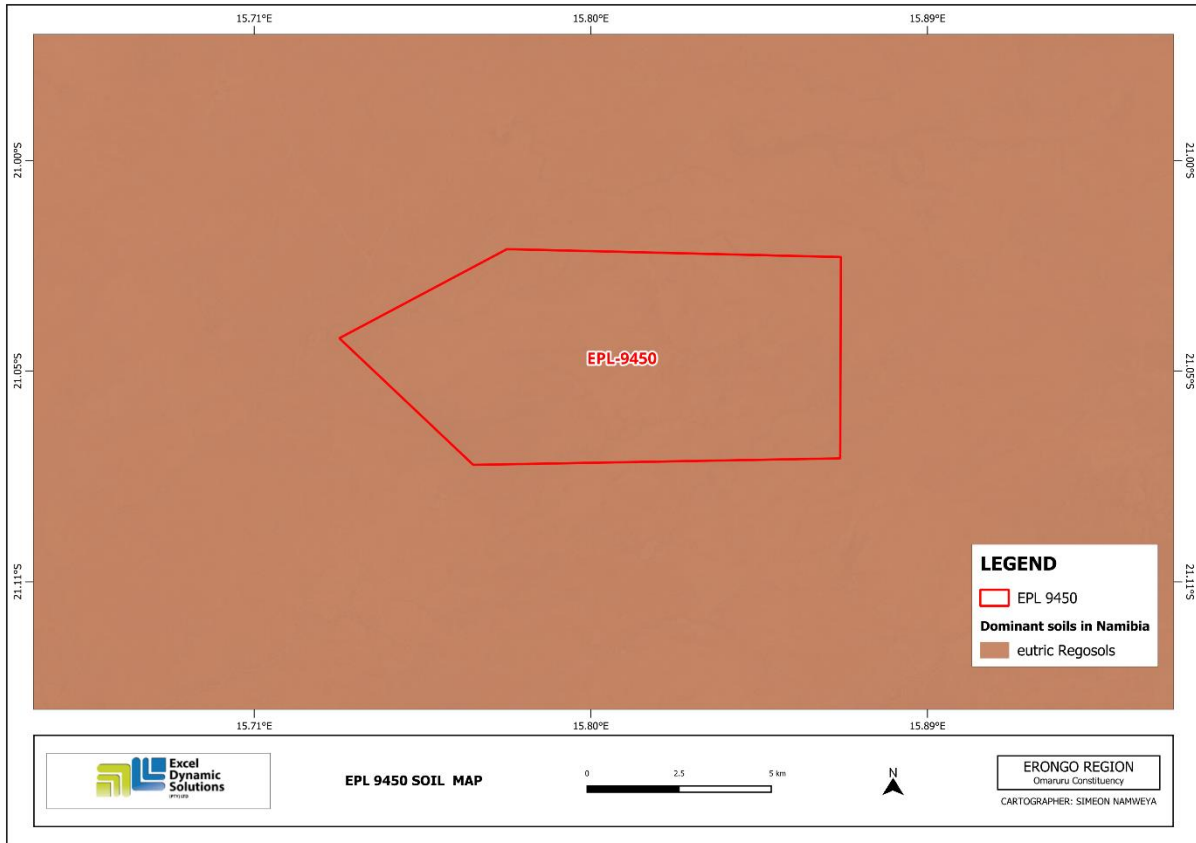 15.71°E
15.80°E
15.89°E
21.00°S
21.00°S
EPL-9450
21.05°S
21.05°S
21.11°S
21.11°S
LEGEND
EPL 9450
Dominant soils in Namibia
eutric Regosols
15.71°E
15.80°E
15.89°E
Excel
Dynamic
Solutions
(PTY) LTD
EPL 9450 SOIL MAP
0
2.5
5 km
N
ERONGO REGION
Omaruru Constituency
CARTOGRAPHER: SIMEON NAMWEYA